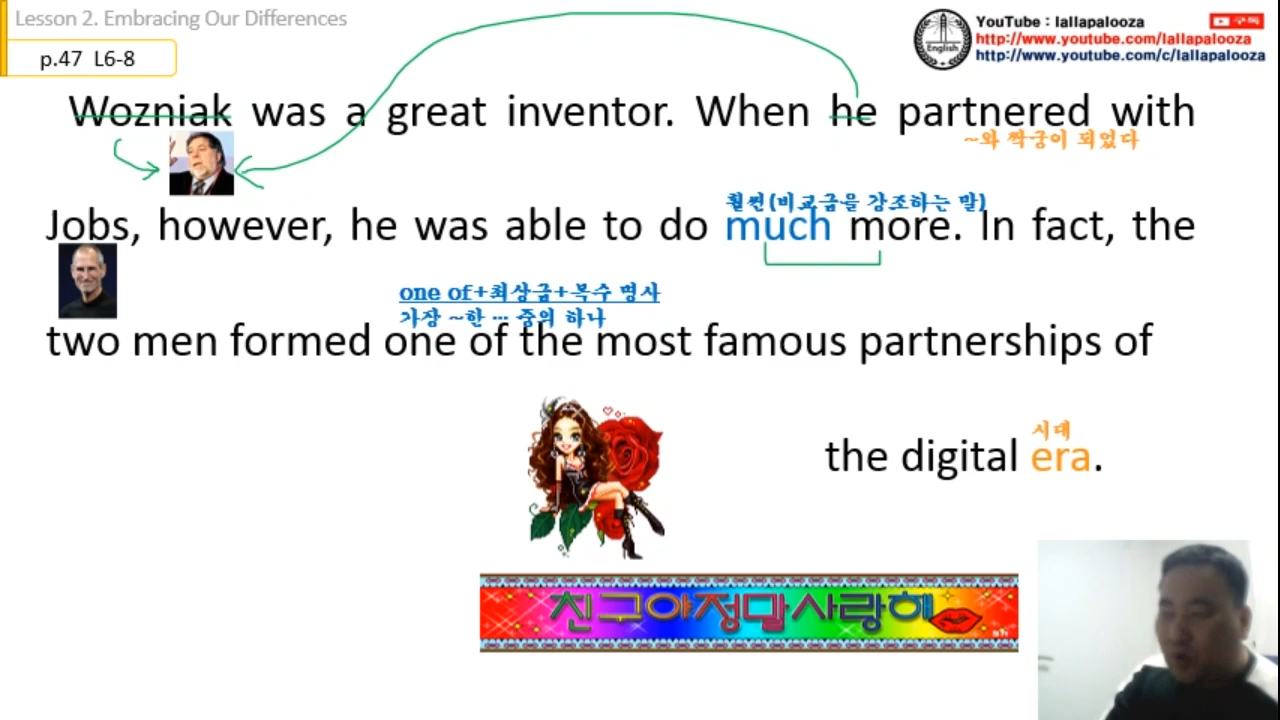 Lesson 2. Embracing Our Differences
p.47 L6-8
English
YouTube : lallapalooza
구독
http://www.youtube.com/lallapalooza
http://www.youtube.com/c/lallapalooza
Wozniak was a great inventor. When he partnered with
~와 짝궁이 되었다
훨씬(비교급을 강조하는 말)
Jobs, however, he was able to do much more. In fact, the
one of+최상급+복수 명사
가장 ~한 … 중의 하나
two men formed one of the most famous partnerships of
시대
the digital era.
친구야정말사랑해